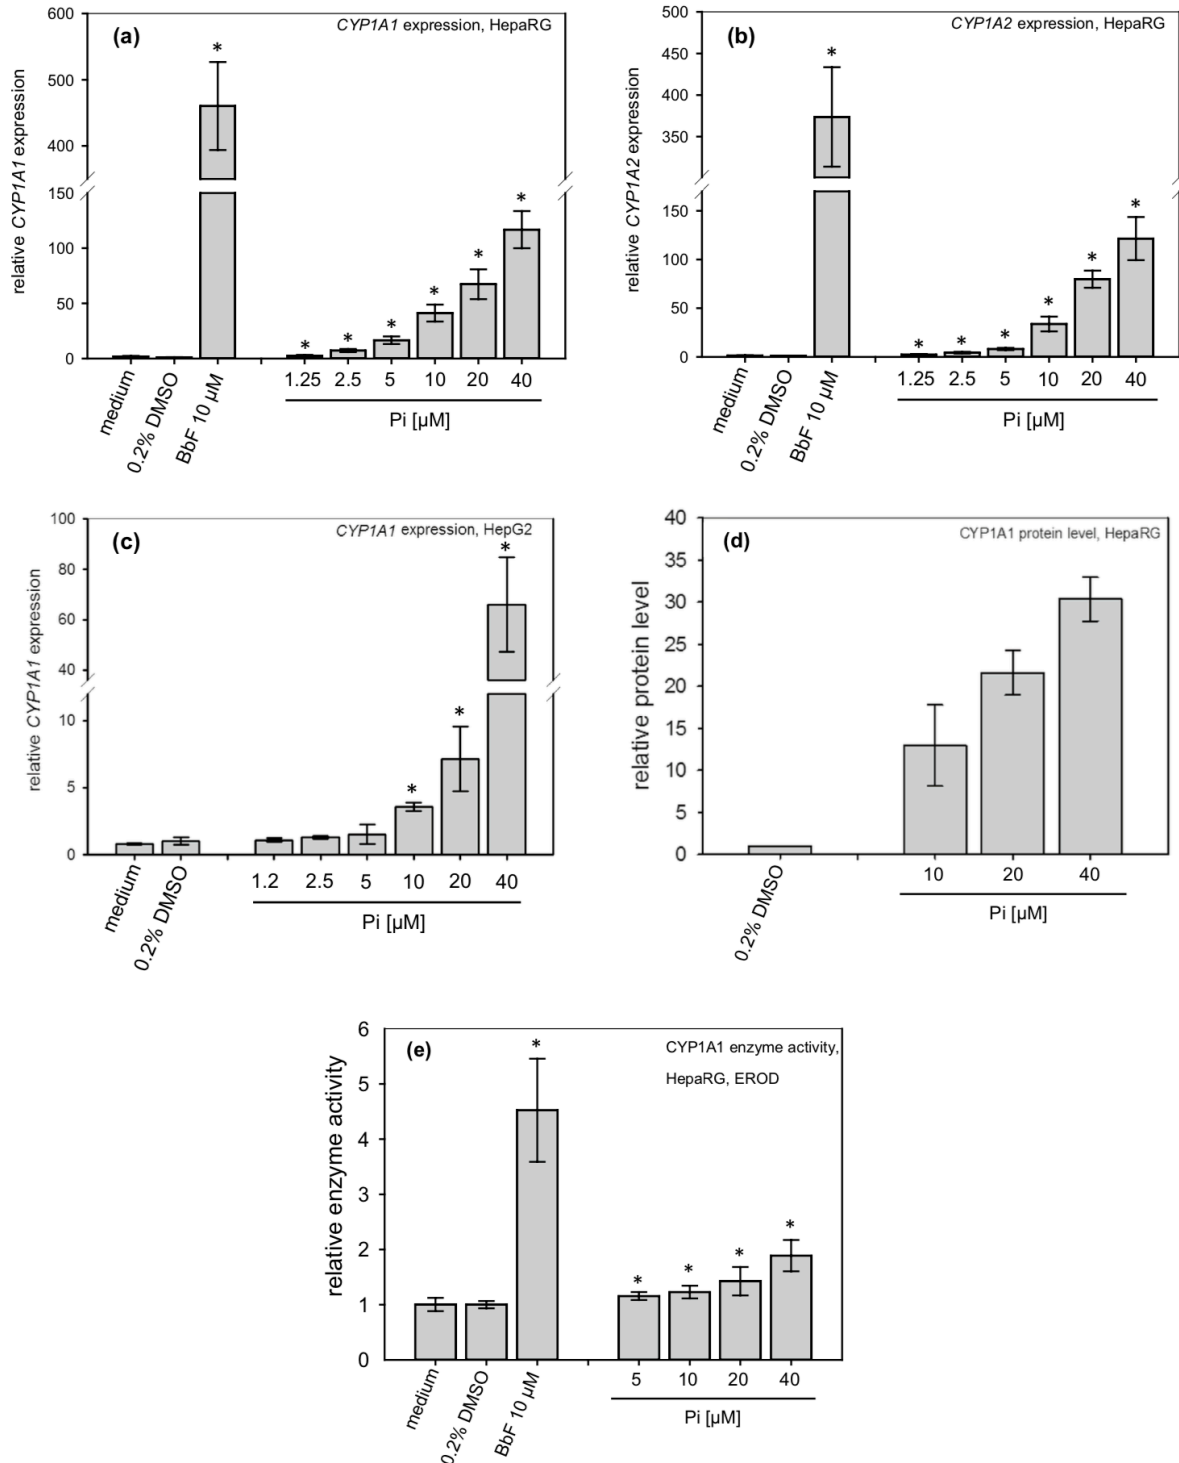 (a)
CYP1A1 expression, HepaRG
relative CYP1A1 expression
600
500
400
150
100
50
0
* * * * * * *
medium
0.2% DMSO
BbF 10 µM
1.25 2.5 5 10 20 40
Pi [µM]
(b)
CYP1A2 expression, HepaRG
relative CYP1A2 expression
500
450
400
350
150
100
50
0
* * * * * * *
medium
0.2% DMSO
BbF 10 µM
1.25 2.5 5 10 20 40
Pi [µM]
(c)
CYP1A1 expression, HepG2
relative CYP1A1 expression
100
80
60
40
10
5
0
* * *
medium
0.2% DMSO
1.2 2.5 5 10 20 40
Pi [µM]
(d)
CYP1A1 protein level, HepaRG
relative protein level
40
35
30
25
20
15
10
5
0
0.2% DMSO
10 20 40
Pi [µM]
(e)
CYP1A1 enzyme activity,
HepaRG, EROD
relative enzyme activity
6
5
4
3
2
1
0
* * * * *
medium
0.2% DMSO
BbF 10 µM
5 10 20 40
Pi [µM]